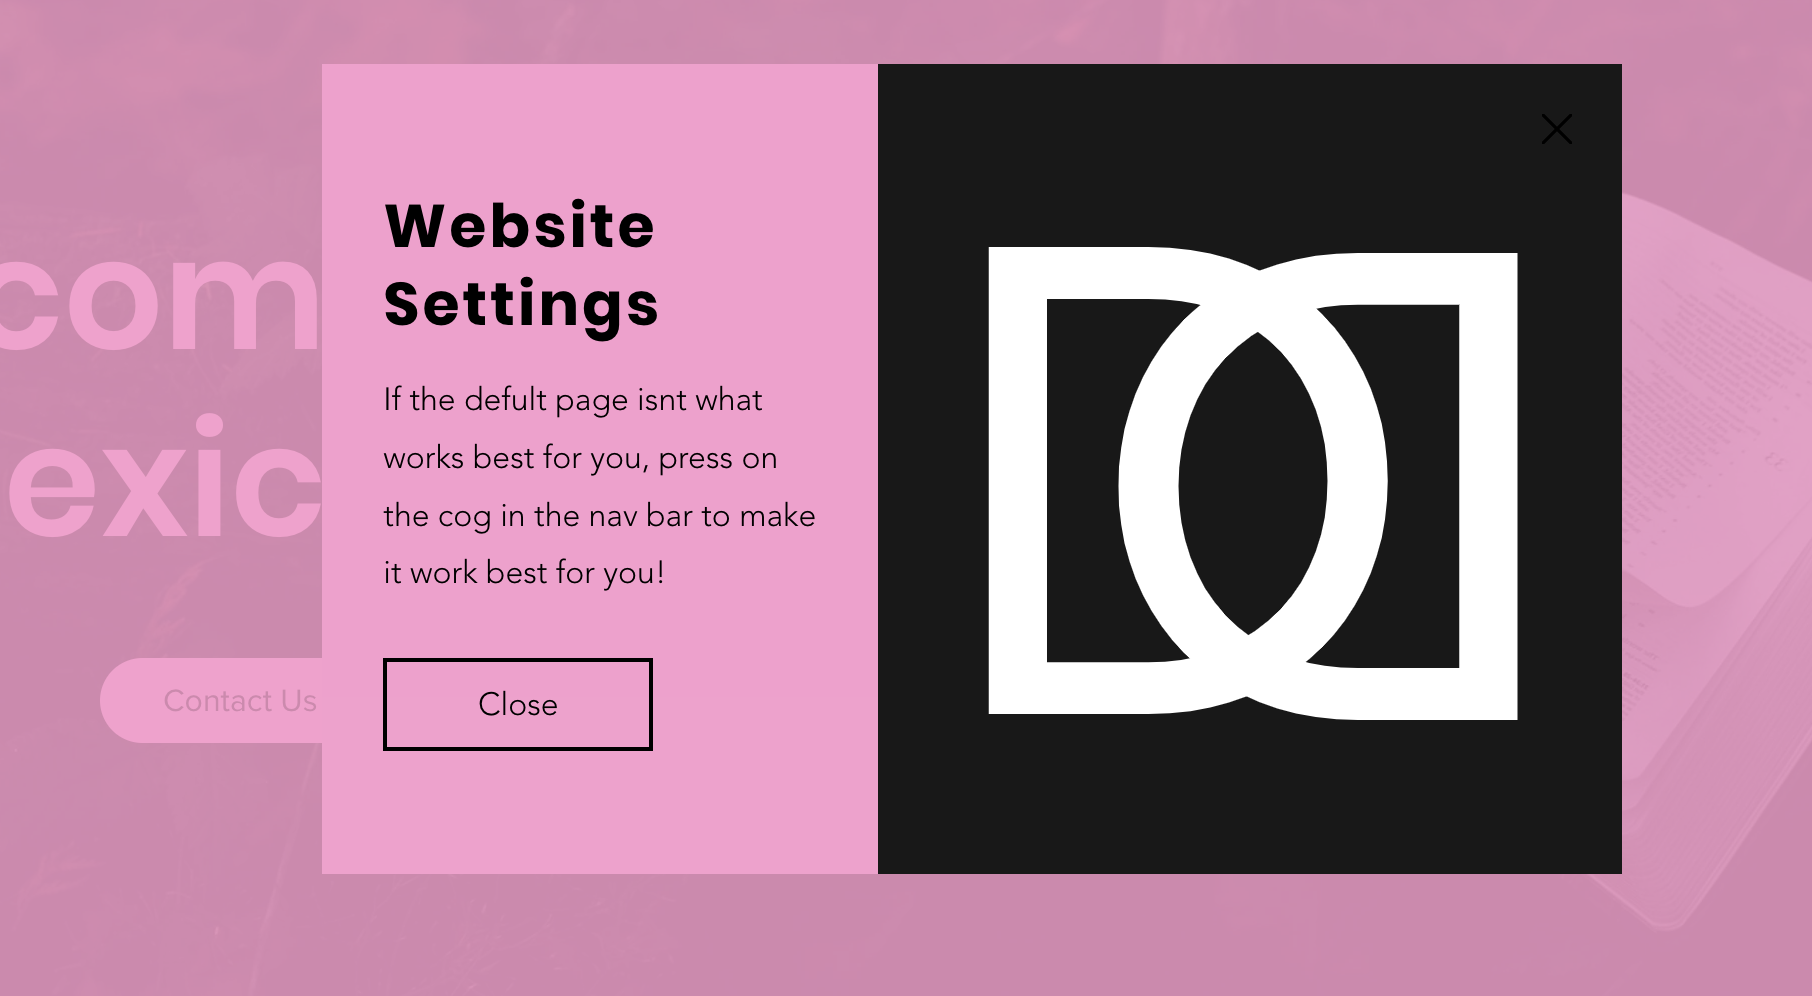 Website
Settings
If the defult page isnt what
works best for you, press on
the cog in the nav bar to make
it work best for you!
Close
com
exic
Contact Us